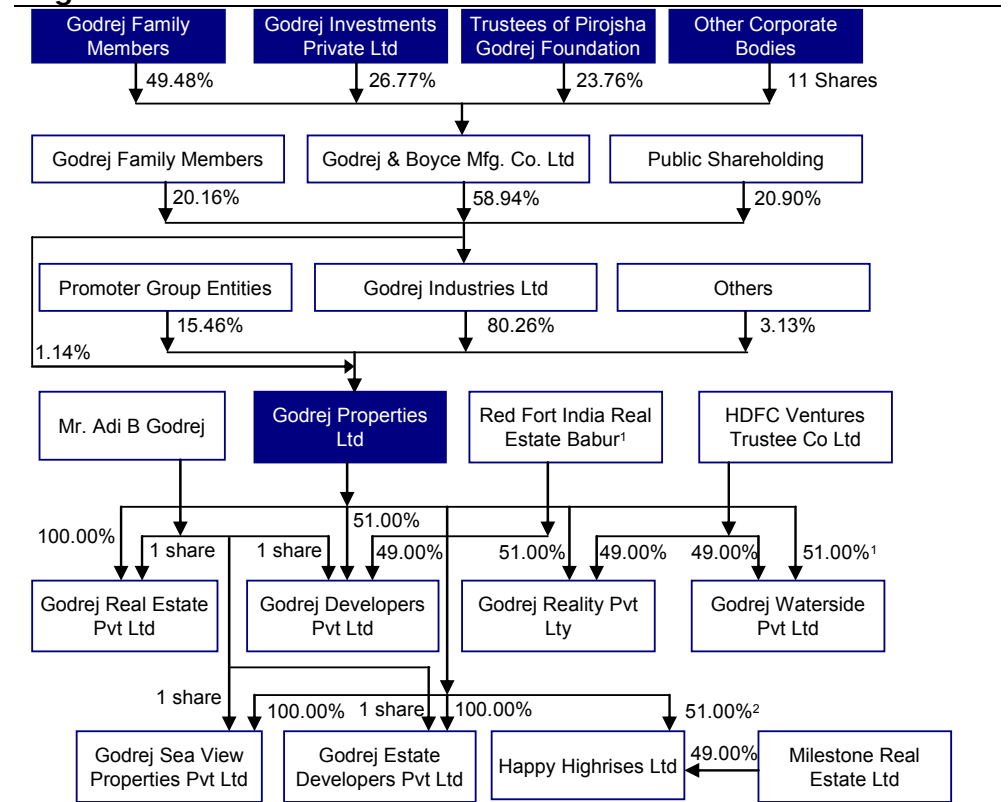 Godrej Family
Members
Godrej Investments
Private Ltd
Trustees of Pirojsha
Godrej Foundation
Other Corporate
Bodies
49.48%
26.77%
23.76%
11 Shares
Godrej Family Members
Godrej & Boyce Mfg. Co. Ltd
Public Shareholding
20.16%
58.94%
20.90%
Promoter Group Entities
Godrej Industries Ltd
Others
15.46%
80.26%
3.13%
1.14%
Mr. Adi B Godrej
Godrej Properties
Ltd
Red Fort India Real
Estate Babur¹
HDFC Ventures
Trustee Co Ltd
100.00%
1 share
1 share
51.00%
49.00%
51.00%
49.00%
49.00%
51.00%¹
Godrej Real Estate
Pvt Ltd
Godrej Developers
Pvt Ltd
Godrej Reality Pvt
Lty
Godrej Waterside
Pvt Ltd
1 share
100.00%
1 share
100.00%
51.00%²
Godrej Sea View
Properties Pvt Ltd
Godrej Estate
Developers Pvt Ltd
Happy Highrises Ltd
49.00%
Milestone Real
Estate Ltd